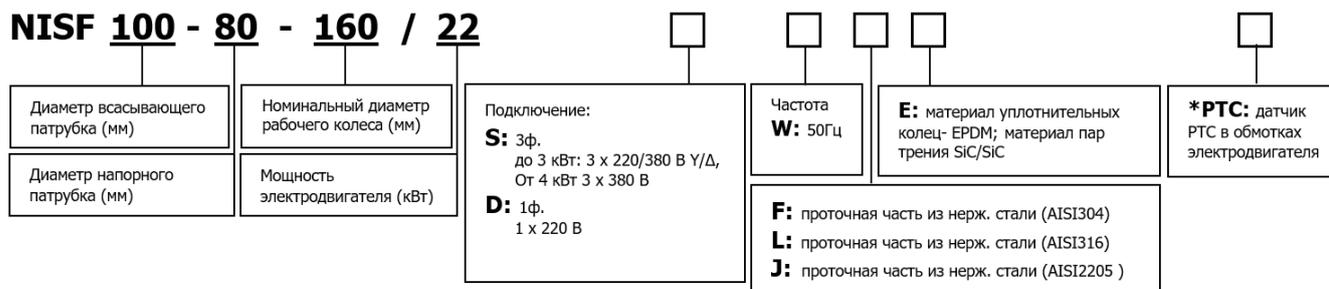 NISF 100 - 80 - 160 / 22
Диаметр всасывающего
патрубка (мм)
Диаметр напорного
патрубка (мм)
Номинальный диаметр
рабочего колеса (мм)
Мощность
электродвигателя (кВт)
Подключение:
S: 3ф.
до 3 кВт: 3 x 220/380 В Y/Δ,
От 4 кВт 3 x 380 В
D: 1ф.
1 x 220 В
Частота
W: 50Гц
E: материал уплотнительных
колец- EPDM; материал пар
трения SiC/SiC
F: проточная часть из нерж. стали (AISI304)
L: проточная часть из нерж. стали (AISI316)
J: проточная часть из нерж. стали (AISI2205 )
*PTC: датчик
PTC в обмотках
электродвигателя